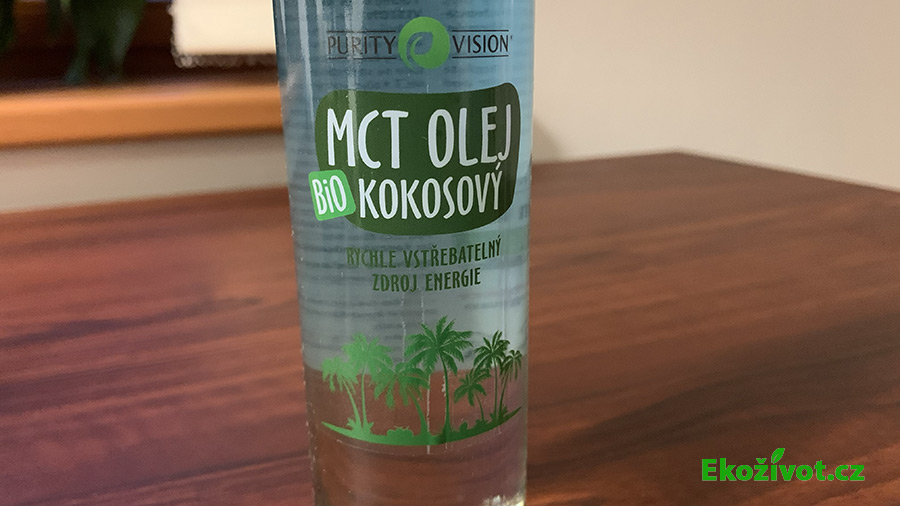 PURITY VISION
MCT OLEJ
BIO KOKOSOVÝ
RYCHLE VSTŘEBATELNÝ
ZDROJ ENERGIE
Ekoživot.cz